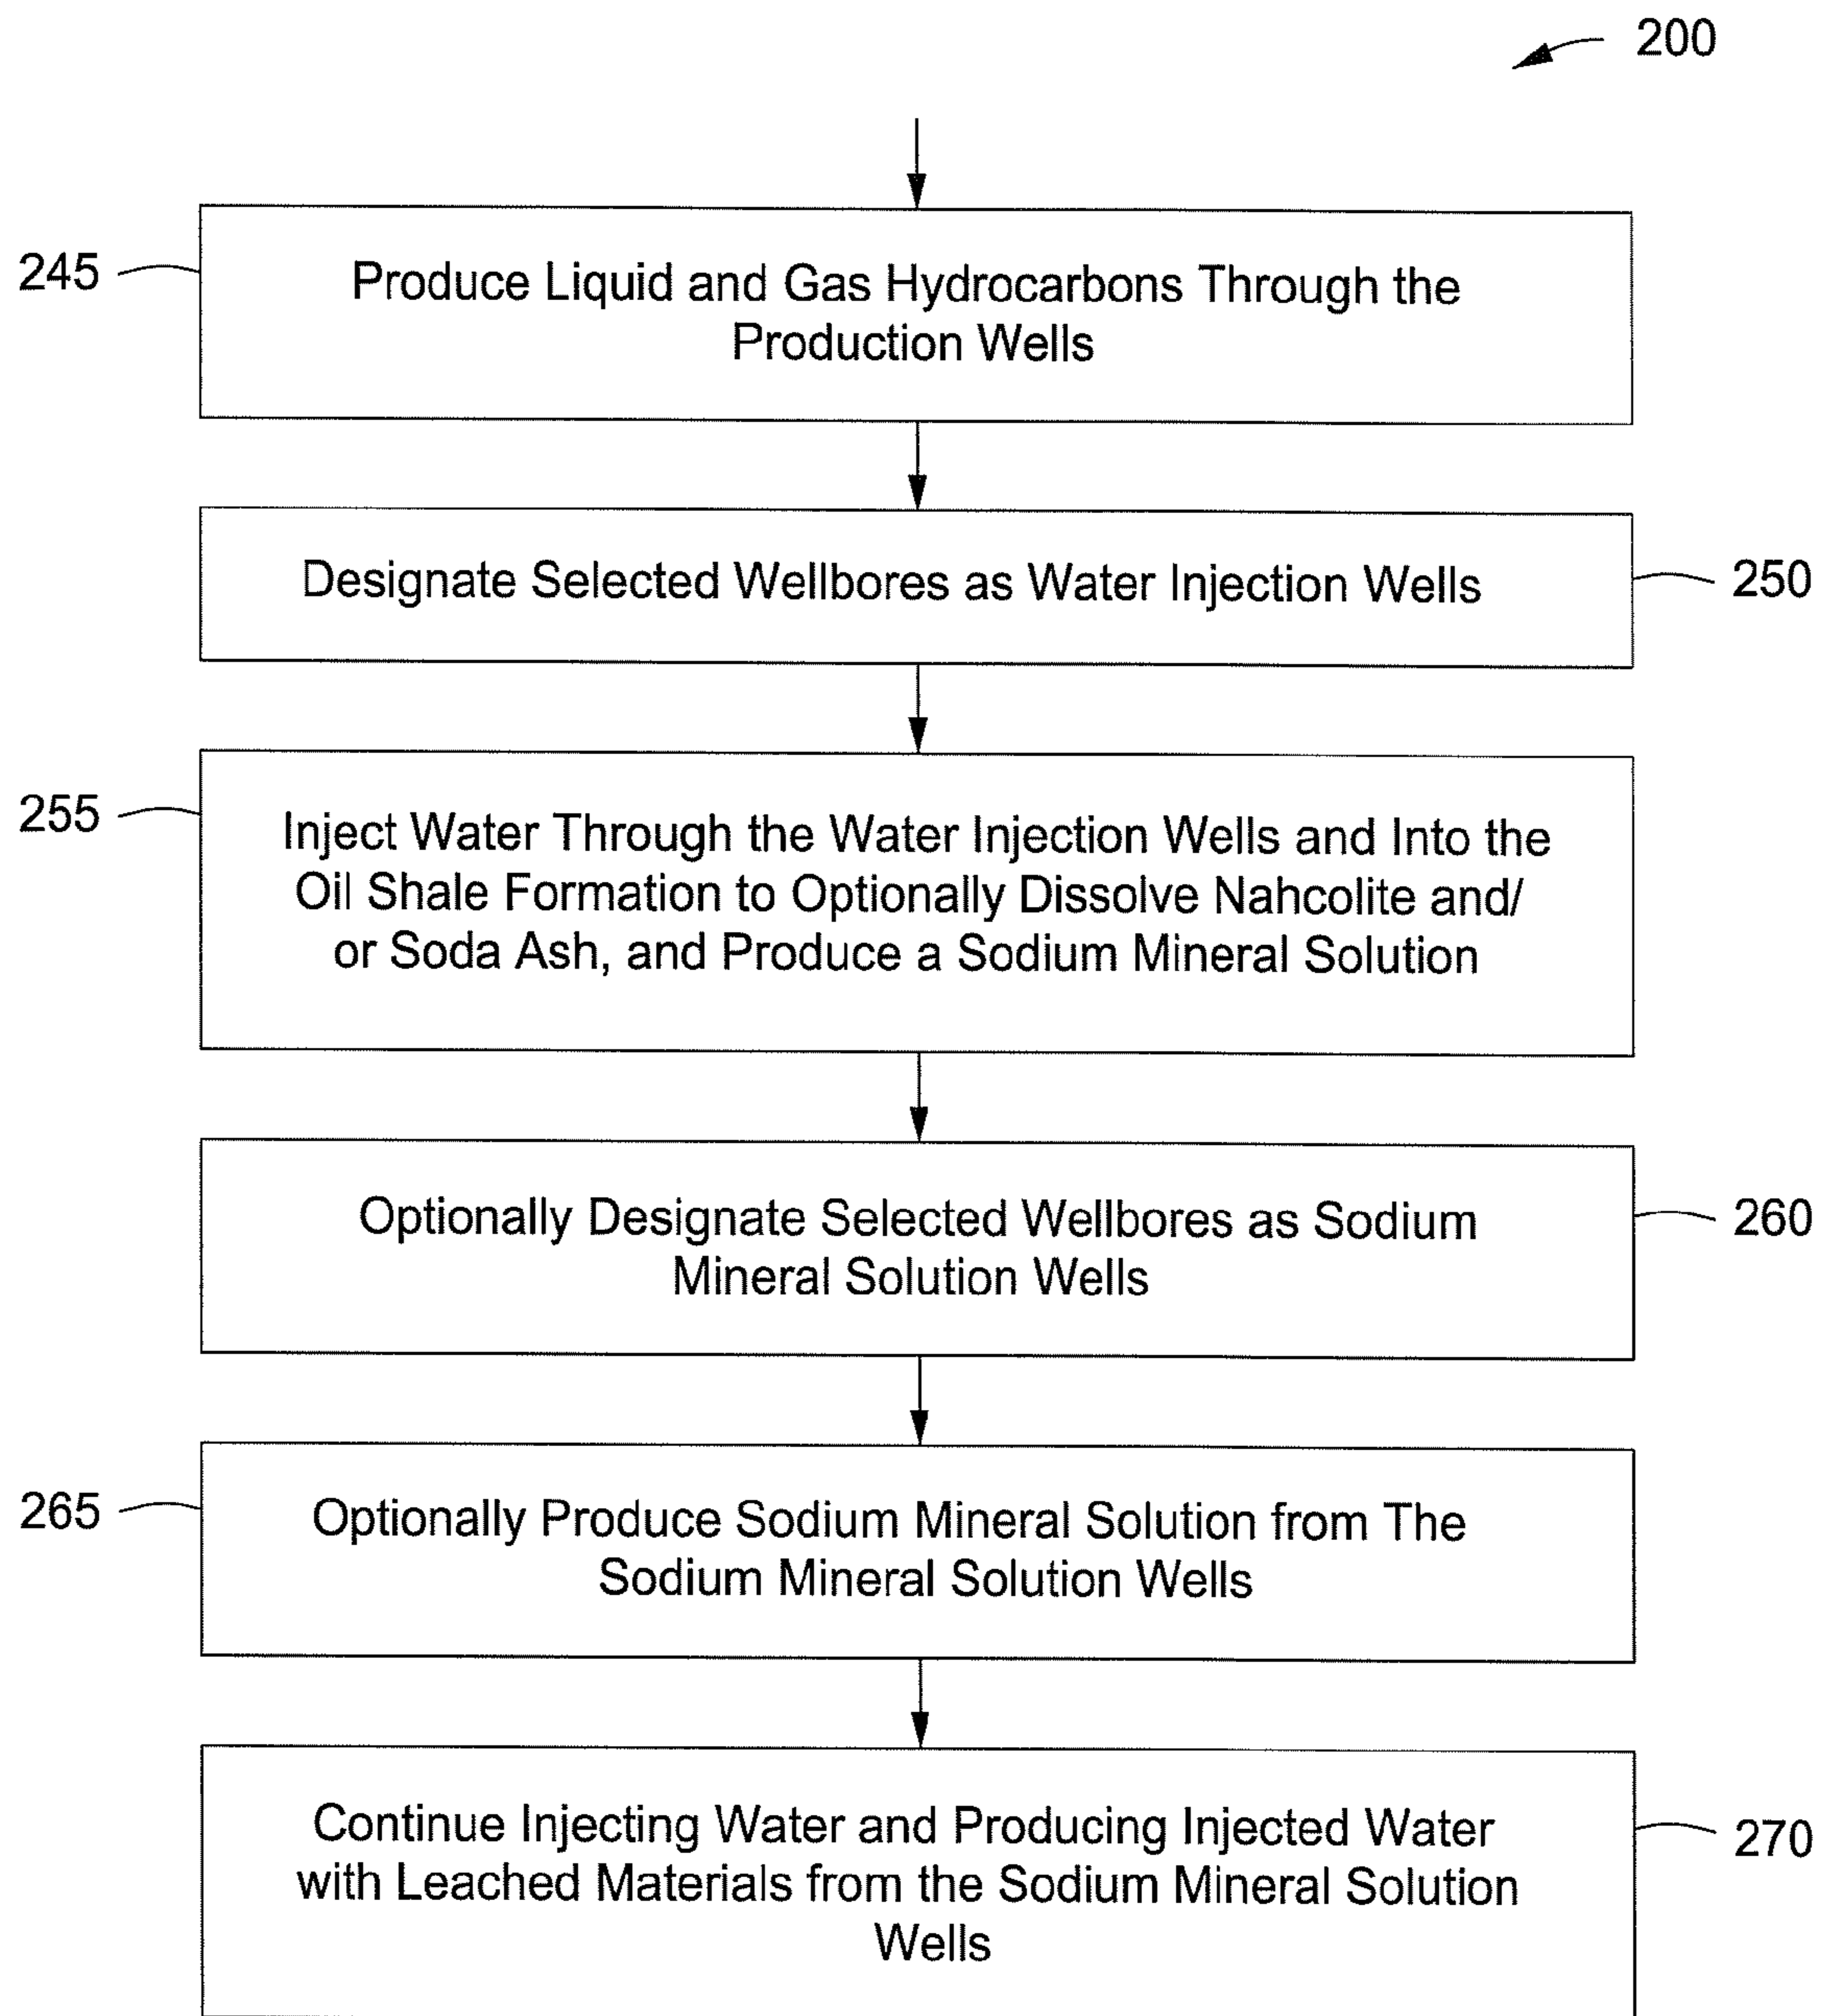 200
245
Produce Liquid and Gas Hydrocarbons Through the
Production Wells
Designate Selected Wellbores as Water Injection Wells
250
255
Inject Water Through the Water Injection Wells and Into the
Oil Shale Formation to Optionally Dissolve Nahcolite and/
or Soda Ash, and Produce a Sodium Mineral Solution
Optionally Designate Selected Wellbores as Sodium
Mineral Solution Wells
260
265
Optionally Produce Sodium Mineral Solution from The
Sodium Mineral Solution Wells
Continue Injecting Water and Producing Injected Water
with Leached Materials from the Sodium Mineral Solution
Wells
270